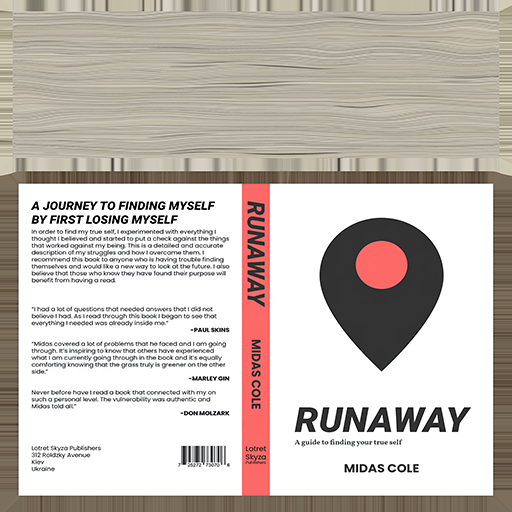 A JOURNEY TO FINDING MYSELF
BY FIRST LOSING MYSELF
In order to find my true self, I experimented with everything I
thought I believed and started to put a check against the things
that worked against my being. This is a detailed and accurate
description of my struggles and how I overcame them. I
recommend this book to anyone who is having trouble finding
themselves and would like a new way to look at the future. I also
believe that those who know they have found their purpose will
benefit from having a read.
"I had a lot of questions that needed answers that I did not
believe I had. As I read through this book I began to see that
everything I needed was already inside me."
-PAUL SKINS
"Midas covered a lot of problems that he faced and I am going
through. It's inspiring to know that others have experienced
what I am currently going through in the book and it's equally
comforting knowing that the grass truly is greener on the other
side."
-MARLEY GIN
Never before have I read a book that connected with my on
such a personal level. The vulnerability was authentic and
Midas told all."
-DON MOLZARK
Lotret Skyza Publishers
312 Roldzky Avenue
Kiev
Ukraine
7 25272 73070 6
RUNAWAY
MIDAS COLE
Lotret
Skyza
Publishers
RUNAWAY
A guide to finding your true self
MIDAS COLE